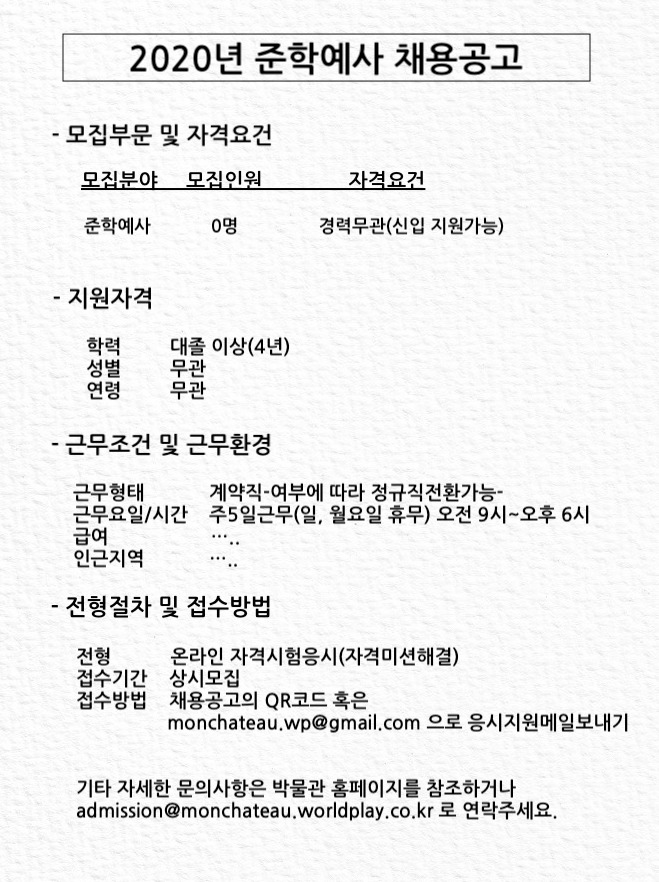 2020년 준학예사 채용공고
- 모집부문 및 자격요건
모집분야 모집인원 자격요건
준학예사 0명 경력무관(신입 지원가능)
- 지원자격
학력 대졸 이상(4년)
성별 무관
연령 무관
- 근무조건 및 근무환경
근무형태 계약직-여부에 따라 정규직전환가능-
근무요일/시간 주5일근무(일, 월요일 휴무) 오전 9시~오후 6시
급여 …..
인근지역 …..
- 전형절차 및 접수방법
전형 온라인 자격시험응시(자격미션해결)
접수기간 상시모집
접수방법 채용공고의 QR코드 혹은
monchateau.wp@gmail.com 으로 응시지원메일보내기
기타 자세한 문의사항은 박물관 홈페이지를 참조하거나
admission@monchateau.worldplay.co.kr 로 연락주세요.